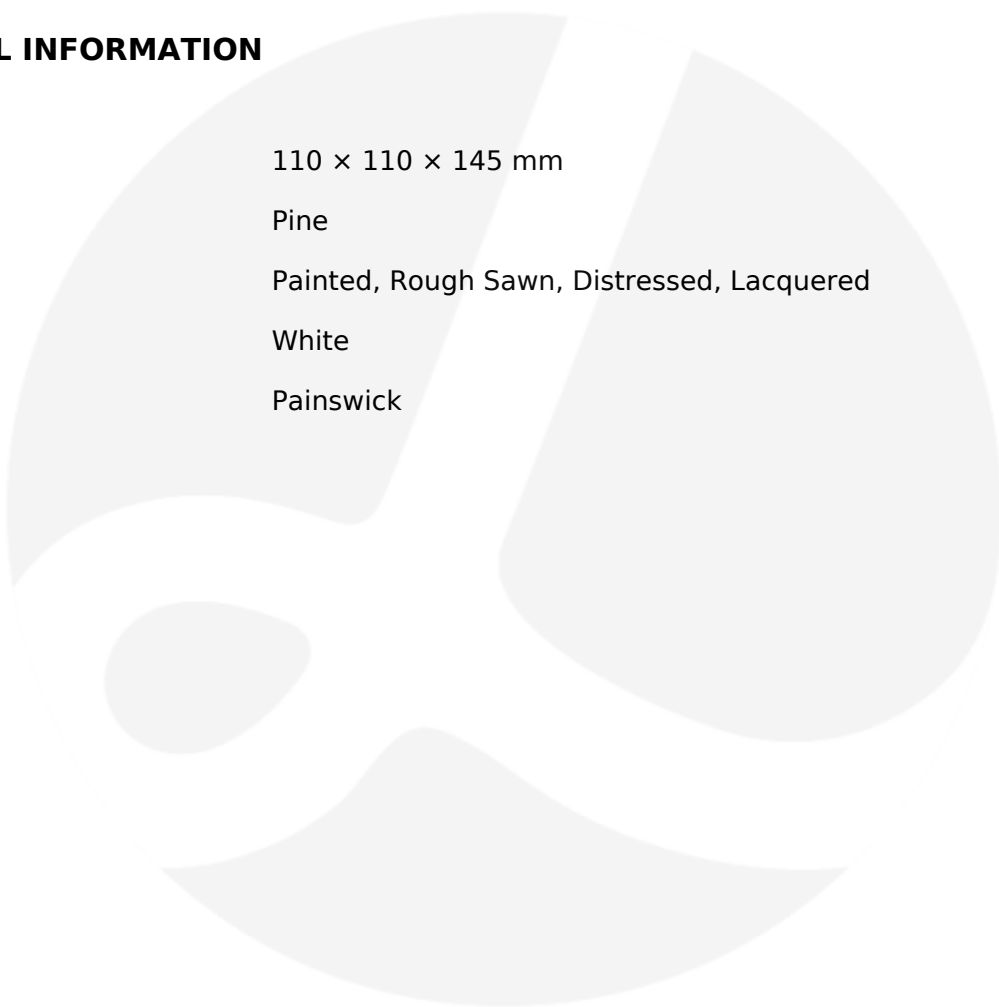 L INFORMATION
110 × 110 × 145 mm
Pine
Painted, Rough Sawn, Distressed, Lacquered
White
Painswick